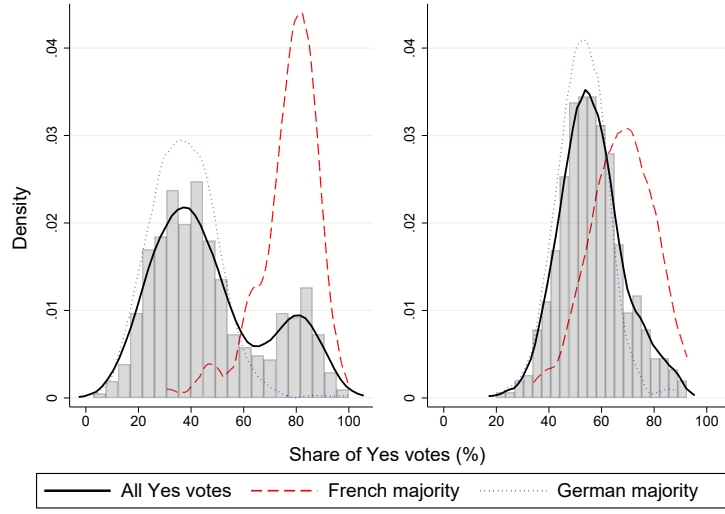 Density
0
.01
.02
.03
.04
0 20 40 60 80 100
0
.01
.02
.03
.04
0 20 40 60 80 100
Share of Yes votes (%)
All Yes votes French majority German majority